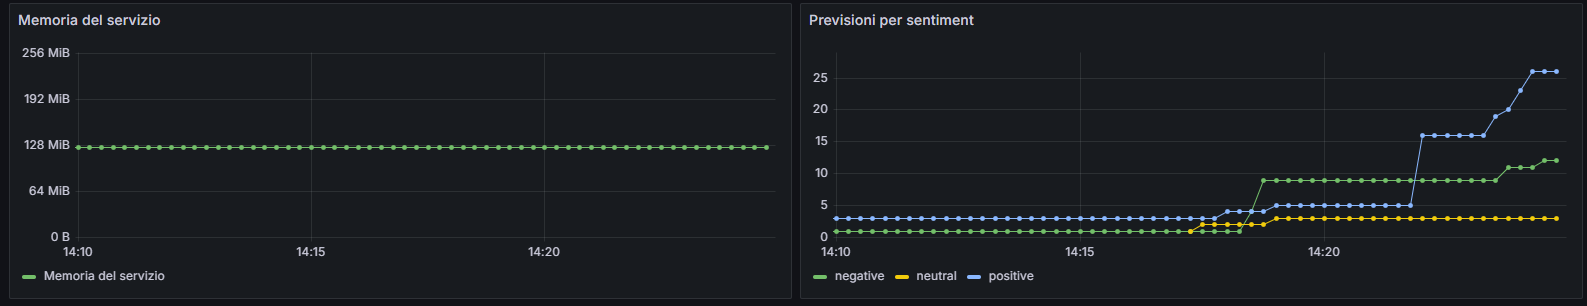 Memoria del servizio
256 MiB
192 MiB
128 MiB
64 MiB
0 B
14:10 14:15 14:20
Memoria del servizio
Previsioni per sentiment
25
20
15
10
5
0
14:10 14:15 14:20
negative neutral positive